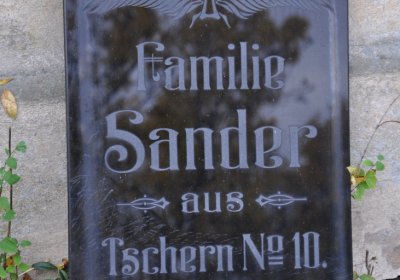 Familie
Sander
aus
Tschern No 10.